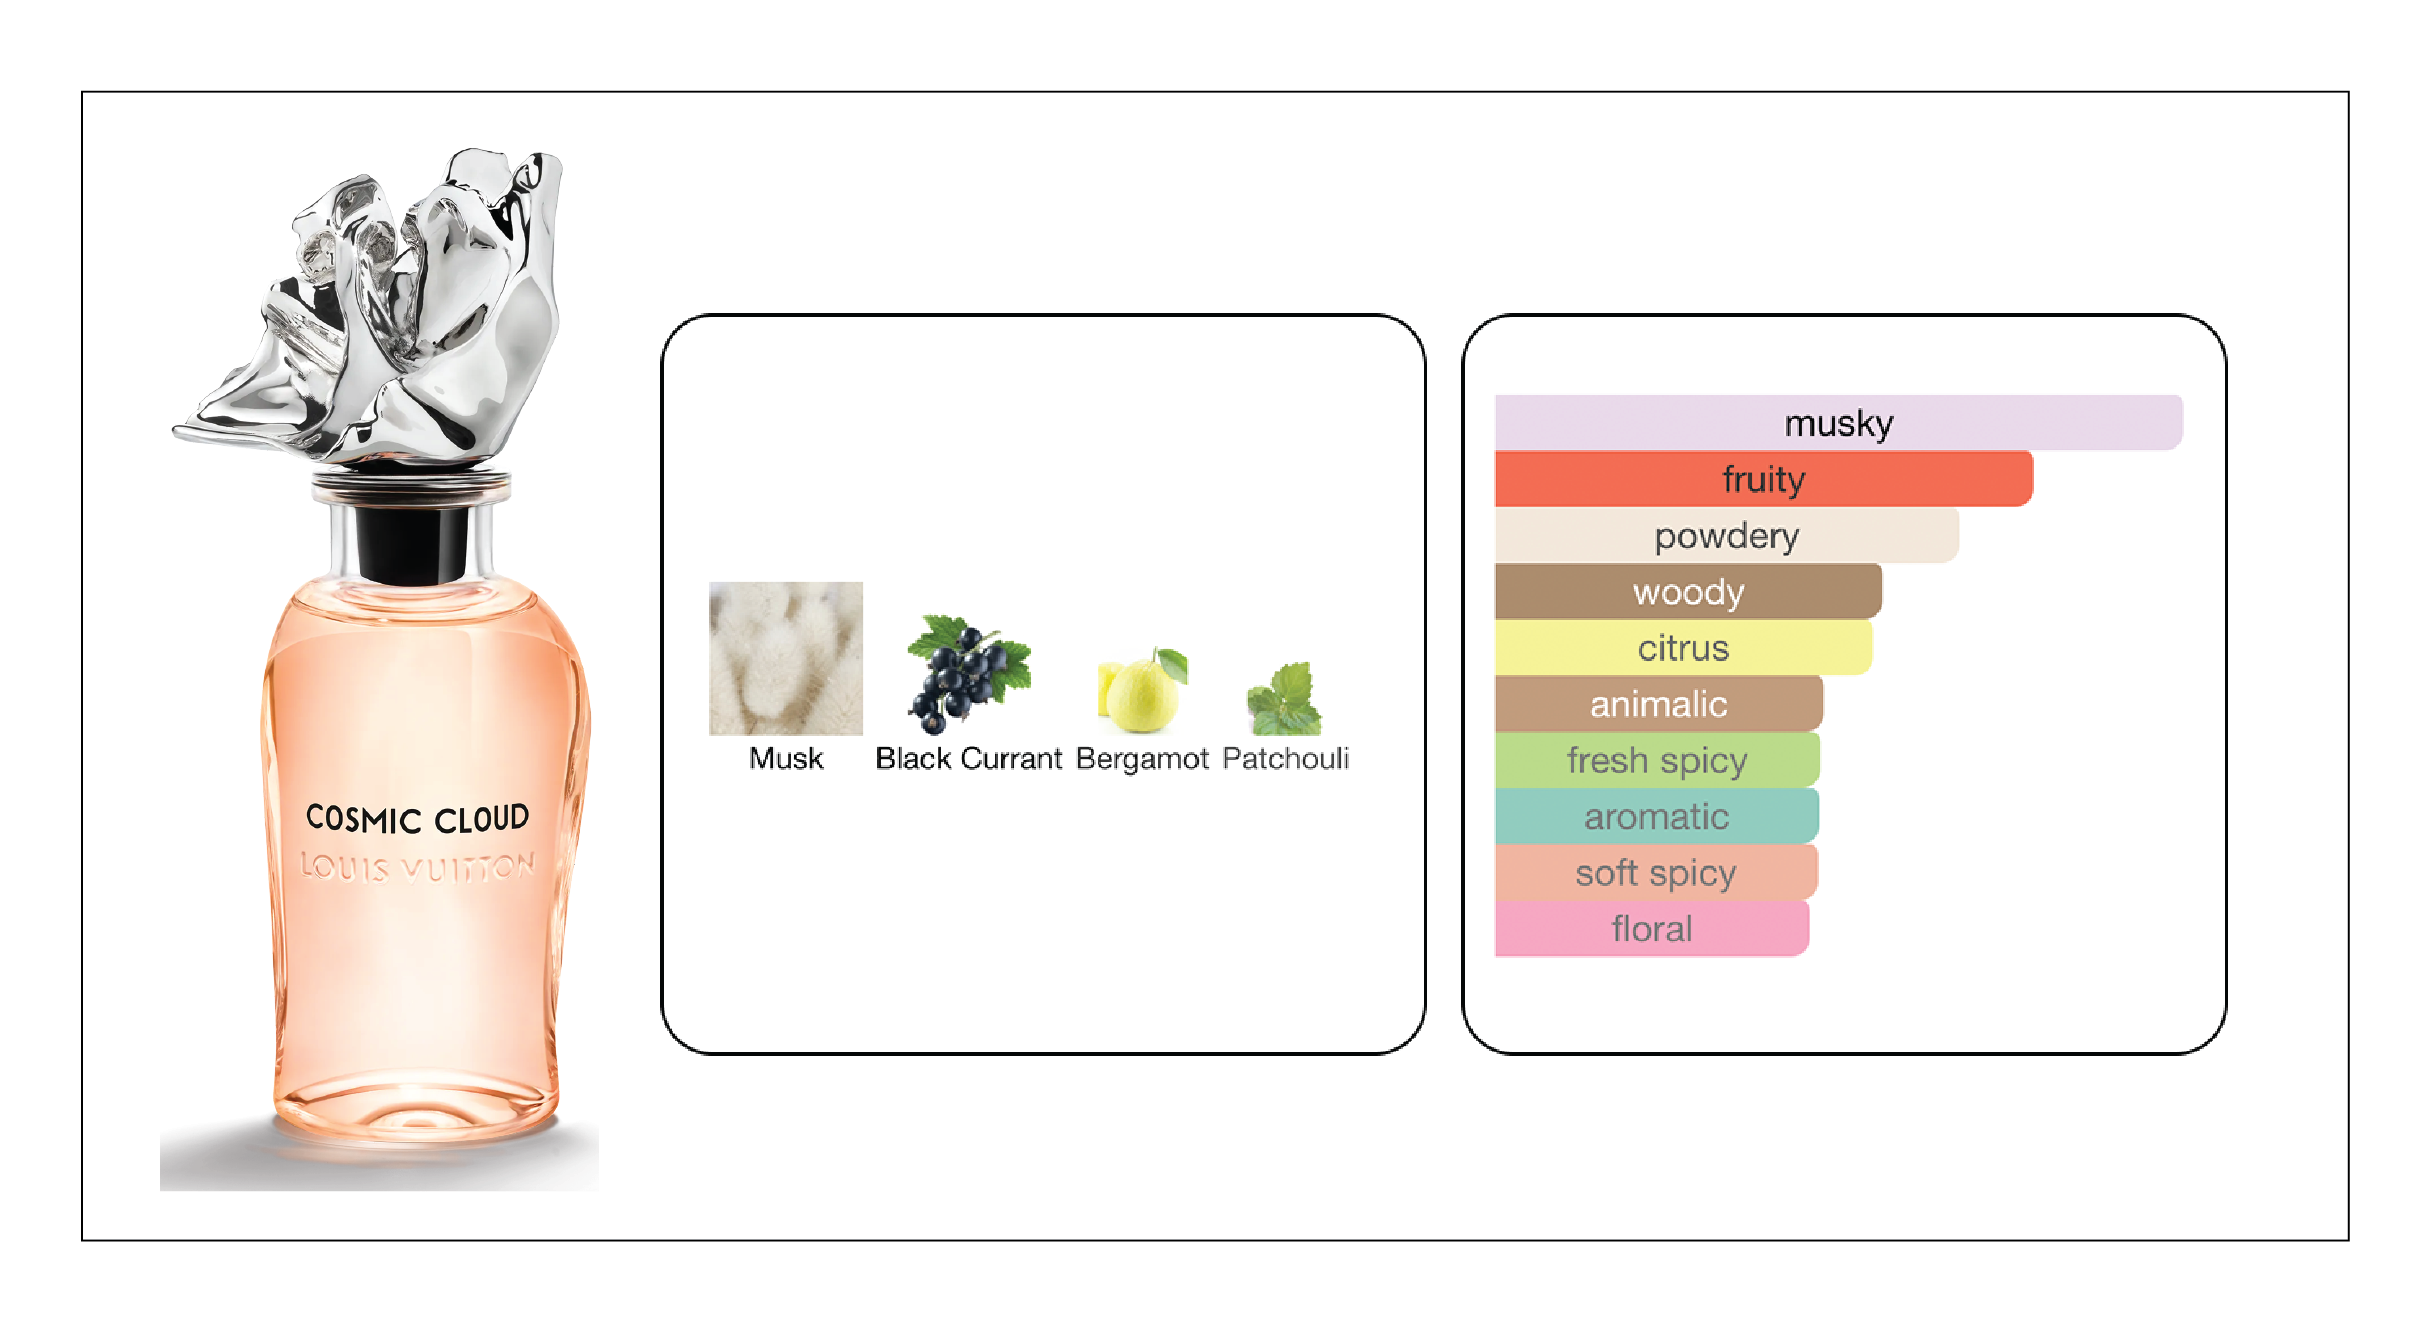 COSMIC CLOUD
LOUIS VUITTON
Musk
Black Currant
Bergamot
Patchouli
musky
fruity
powdery
woody
citrus
animalic
fresh spicy
aromatic
soft spicy
floral